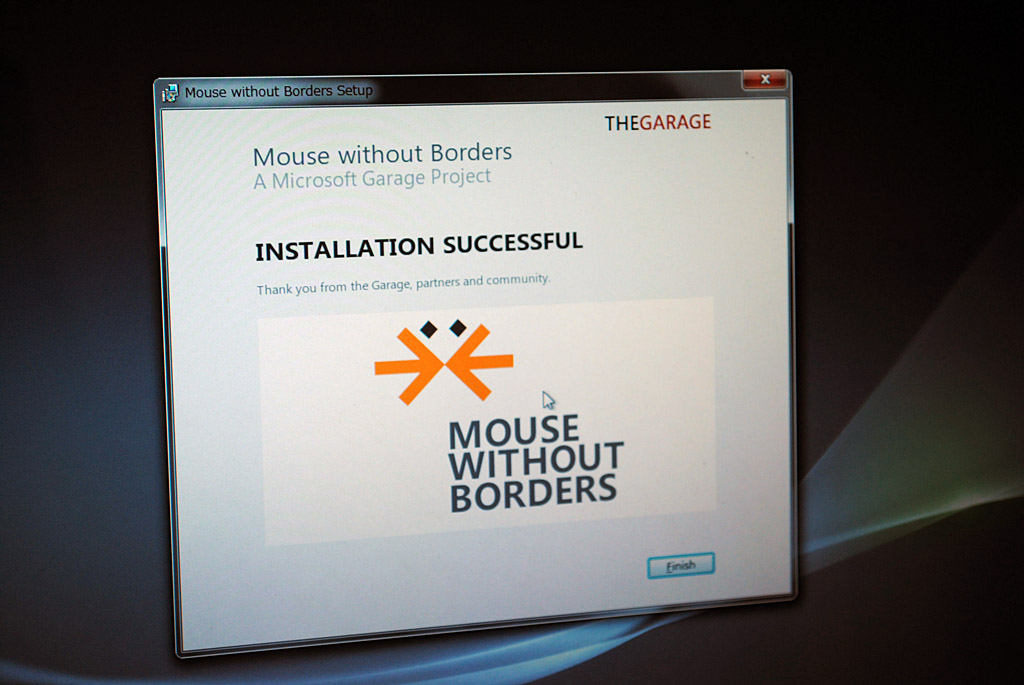 Mouse without Borders Setup
THEGARAGE
Mouse without Borders
A Microsoft Garage Project
INSTALLATION SUCCESSFUL
Thank you from the Garage, partners and community.
MOUSE
WITHOUT
BORDERS
Finish